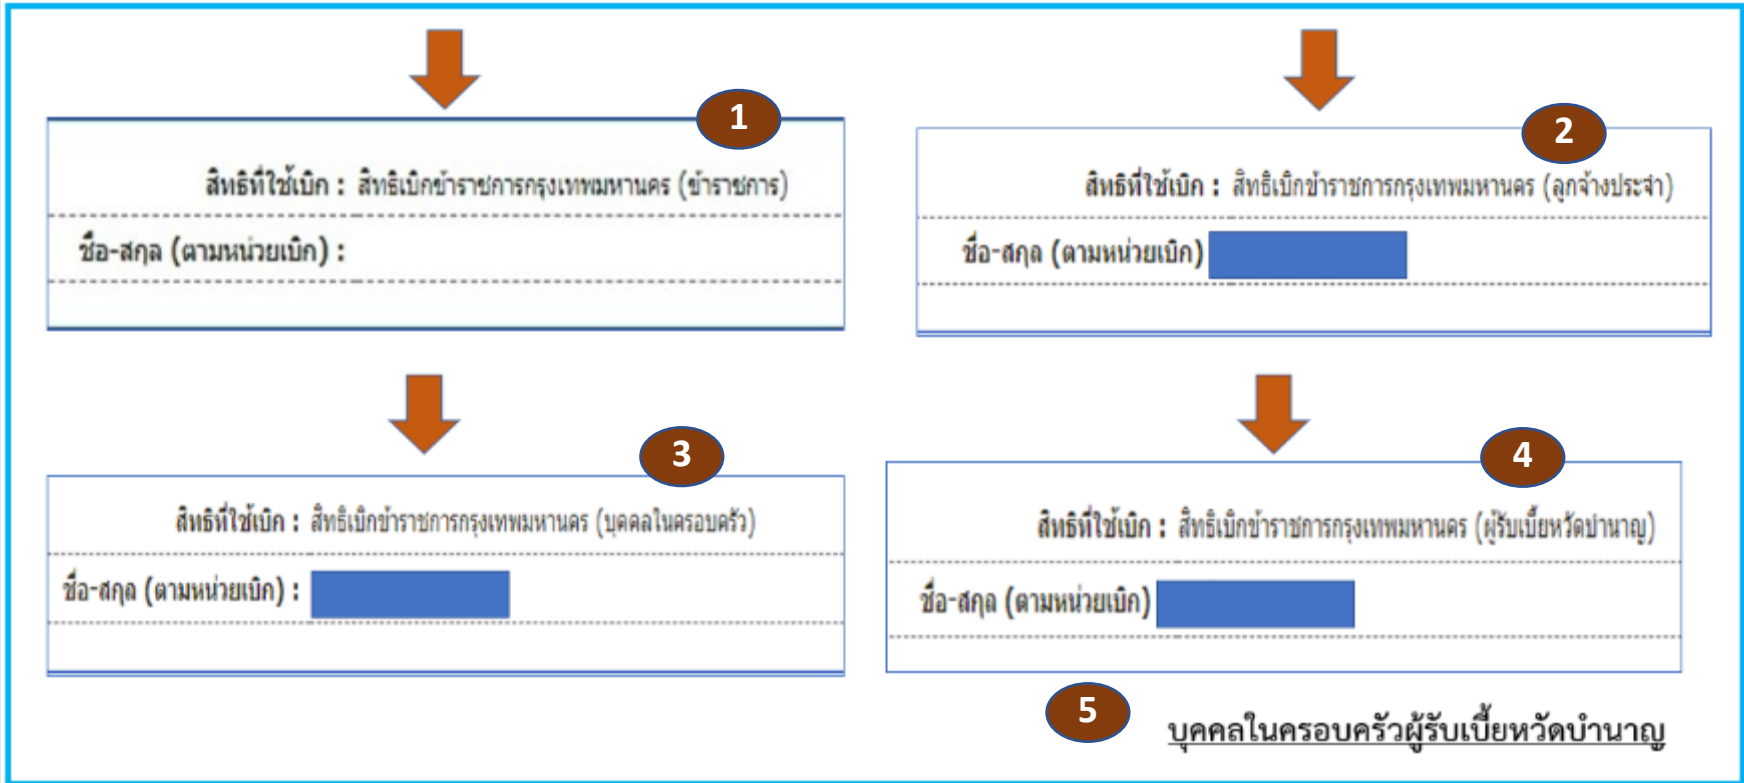 1
สิทธิที่ใช้เบิก : สิทธิเบิกข้าราชการกรุงเทพมหานคร (ข้าราชการ)
ชื่อ-สกุล (ตามหน่วยเบิก) :
2
สิทธิที่ใช้เบิก : สิทธิเบิกข้าราชการกรุงเทพมหานคร (ลูกจ้างประจำ)
ชื่อ-สกุล (ตามหน่วยเบิก)
3
สิทธิที่ใช้เบิก : สิทธิเบิกข้าราชการกรุงเทพมหานคร (บุคคลในครอบครัว)
ชื่อ-สกุล (ตามหน่วยเบิก) :
4
สิทธิที่ใช้เบิก : สิทธิเบิกข้าราชการกรุงเทพมหานคร (ผู้รับเบี้ยหวัดบำนาญ)
ชื่อ-สกุล (ตามหน่วยเบิก)
5
บุคคลในครอบครัวผู้รับเบี้ยหวัดบำนาญ